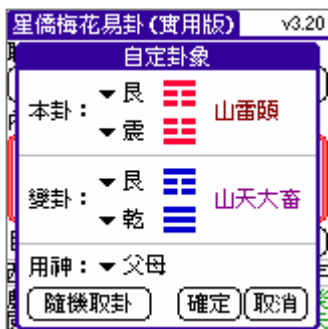 星僑梅花易卦(實用版) v3.20
自定卦象
本卦：▼艮
▼震
山雷頤
變卦：▼艮
▼乾
山天大畜
用神：▼父母
隨機取卦 確定 取消